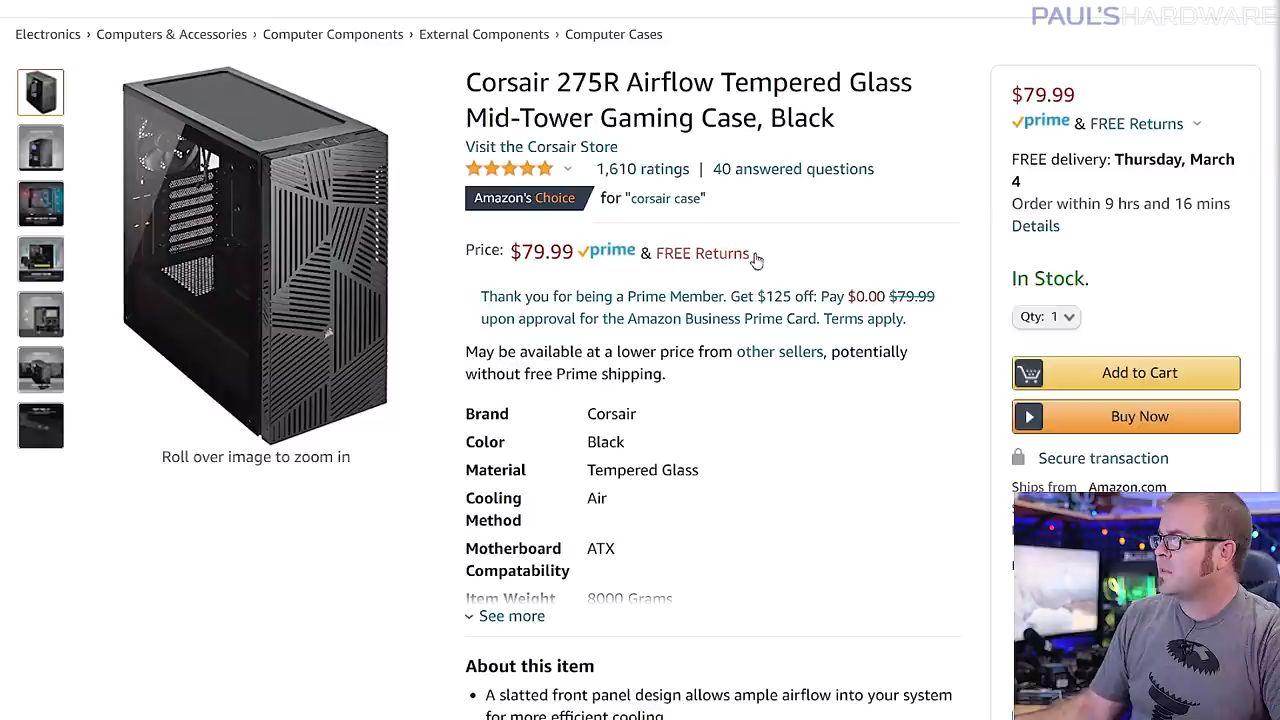 PAUL'SHARDWARE
Electronics › Computers & Accessories › Computer Components › External Components › Computer Cases
Corsair 275R Airflow Tempered Glass
Mid-Tower Gaming Case, Black
Visit the Corsair Store
1,610 ratings | 40 answered questions
Amazon's Choice for "corsair case"
Price: $79.99 prime & FREE Returns
Thank you for being a Prime Member. Get $125 off: Pay $0.00 $79.99
upon approval for the Amazon Business Prime Card. Terms apply.
May be available at a lower price from other sellers, potentially
without free Prime shipping.
Brand Corsair
Color Black
Material Tempered Glass
Cooling Air
Method
Motherboard ATX
Compatability
Item Weight 8000 Grams
See more
About this item
• A slatted front panel design allows ample airflow into your system
for more efficient cooling
Roll over image to zoom in
$79.99
prime & FREE Returns
FREE delivery: Thursday, March
4
Order within 9 hrs and 16 mins
Details
In Stock.
Qty: 1
Add to Cart
Buy Now
Secure transaction
Ships from Amazon.com